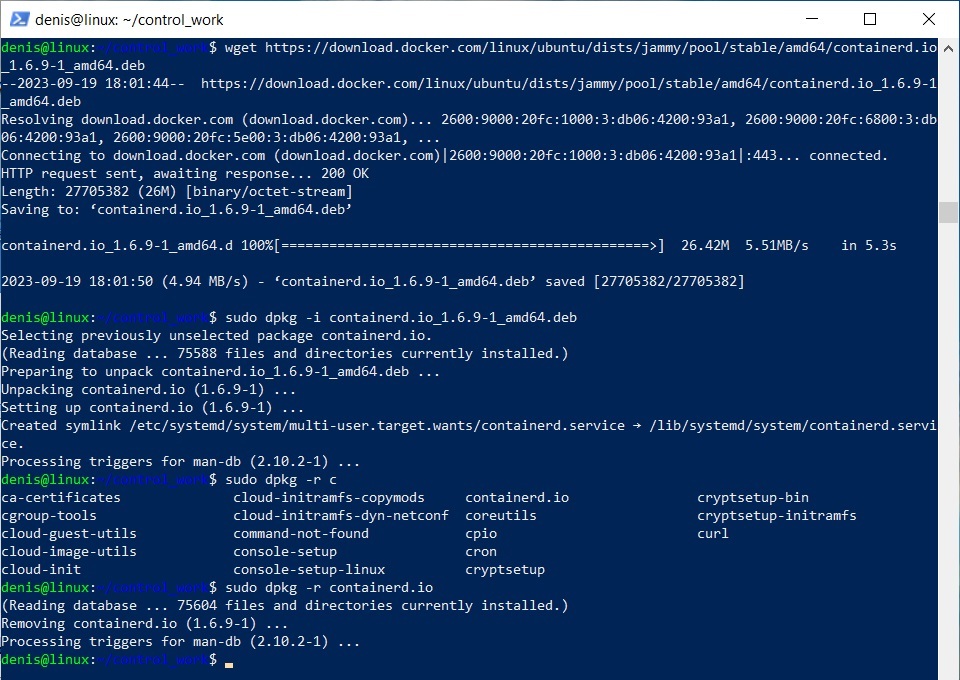 denis@linux: ~/control_work
denis@linux:~/control_work$ wget https://download.docker.com/linux/ubuntu/dists/jammy/pool/stable/amd64/containerd.io
_1.6.9-1_amd64.deb
--2023-09-19 18:01:44--  https://download.docker.com/linux/ubuntu/dists/jammy/pool/stable/amd64/containerd.io_1.6.9-1
_amd64.deb
Resolving download.docker.com (download.docker.com)... 2600:9000:20fc:1000:3:db06:4200:93a1, 2600:9000:20fc:6800:3:db
06:4200:93a1, 2600:9000:20fc:5e00:3:db06:4200:93a1, ...
Connecting to download.docker.com (download.docker.com)|2600:9000:20fc:1000:3:db06:4200:93a1|:443... connected.
HTTP request sent, awaiting response... 200 OK
Length: 27705382 (26M) [binary/octet-stream]
Saving to: ‘containerd.io_1.6.9-1_amd64.deb’
containerd.io_1.6.9-1_amd64.d 100%[==============================================>]  26.42M  5.51MB/s    in 5.3s
2023-09-19 18:01:50 (4.94 MB/s) - ‘containerd.io_1.6.9-1_amd64.deb’ saved [27705382/27705382]
denis@linux:~/control_work$ sudo dpkg -i containerd.io_1.6.9-1_amd64.deb
Selecting previously unselected package containerd.io.
(Reading database ... 75588 files and directories currently installed.)
Preparing to unpack containerd.io_1.6.9-1_amd64.deb ...
Unpacking containerd.io (1.6.9-1) ...
Setting up containerd.io (1.6.9-1) ...
Created symlink /etc/systemd/system/multi-user.target.wants/containerd.service → /lib/systemd/system/containerd.servi
ce.
Processing triggers for man-db (2.10.2-1) ...
denis@linux:~/control_work$ sudo dpkg -r c
ca-certificates              cloud-initramfs-copymods     containerd.io                cryptsetup-bin
cgroup-tools                 cloud-initramfs-dyn-netconf  coreutils                    cryptsetup-initramfs
cloud-guest-utils            command-not-found            cpio                         curl
cloud-image-utils            console-setup                cron
cloud-init                   console-setup-linux          cryptsetup
denis@linux:~/control_work$ sudo dpkg -r containerd.io
(Reading database ... 75604 files and directories currently installed.)
Removing containerd.io (1.6.9-1) ...
Processing triggers for man-db (2.10.2-1) ...
denis@linux:~/control_work$